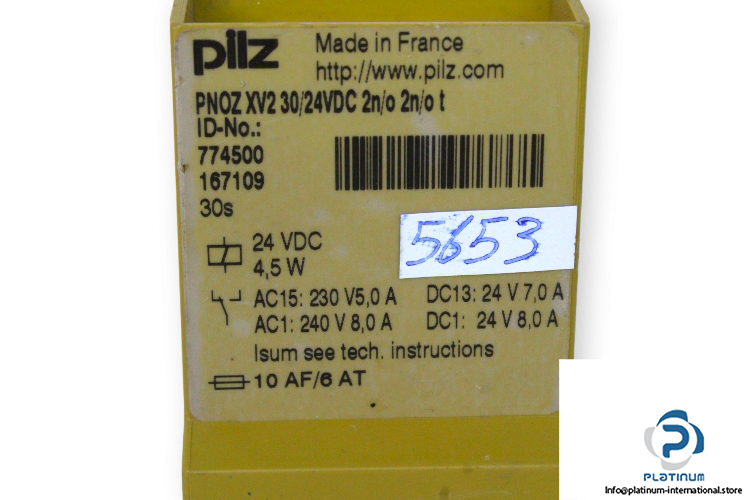 pilz
Made in France
http://www.pilz.com
PNOZ XV2 30/24VDC 2n/o 2n/o t
ID-No.:
774500
167109
30s
5653
24 VDC
4,5 W
AC15: 230 V5,0 A DC13: 24 V 7,0 A
AC1: 240 V 8,0 A DC1: 24 V 8,0 A
Isum see tech. instructions
10 AF/6 AT
PLATINUM
INTERNATIONAL
Info@platinum-international.store